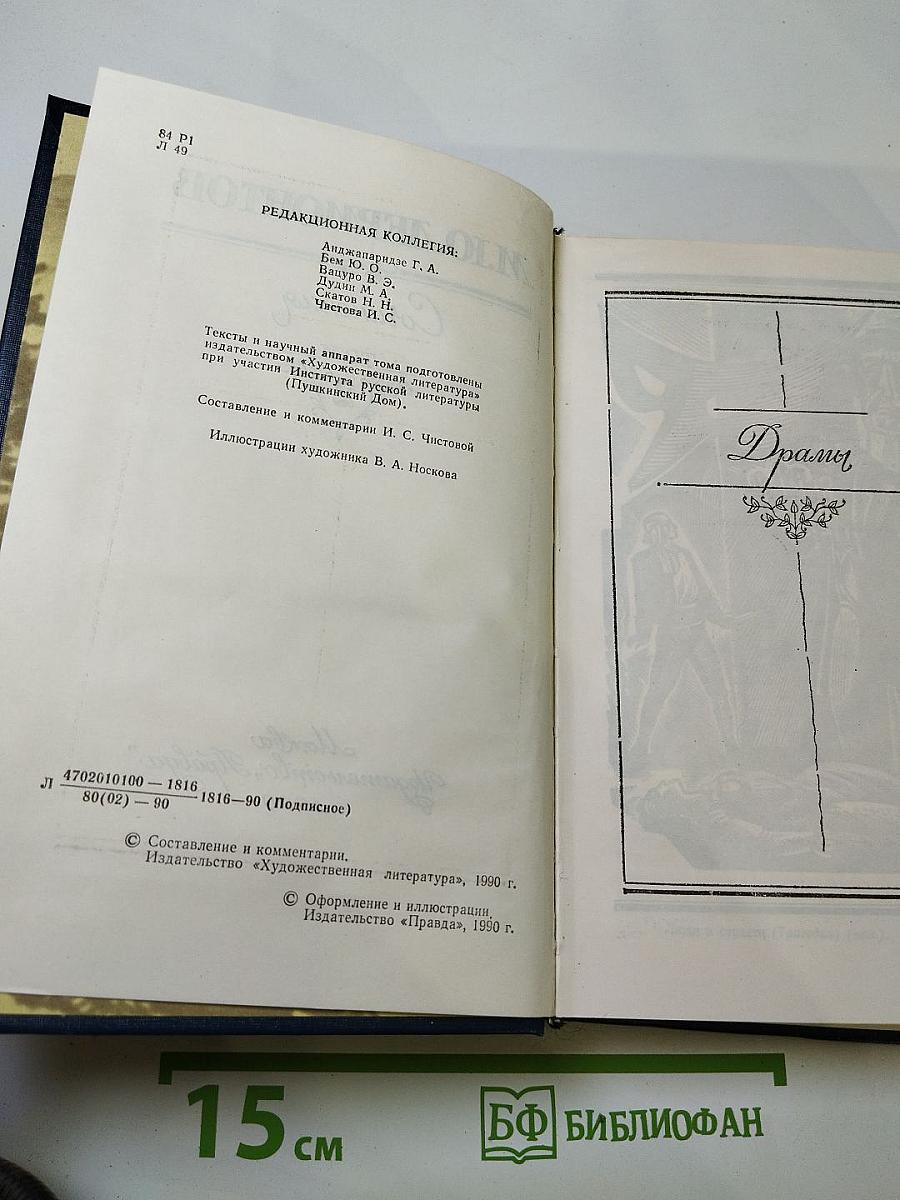 84 Р1
Л 49
РЕДАКЦИОННАЯ КОЛЛЕГИЯ:
Анджапаридзе Г. А.
Бем Ю. О.
Вацуро В. Э.
Дудин М. А.
Скатов Н. Н.
Чистова И. С.
Тексты и научный аппарат тома подготовлены
издательством «Художественная литература»
при участии Института русской литературы
(Пушкинский Дом).
Составление и комментарии И. С. Чистовой
Иллюстрации художника В. А. Носкова
Л 4702010100 — 1816
80(02) — 90
1816—90 (Подписное)
© Составление и комментарии.
Издательство «Художественная литература», 1990 г.
© Оформление и иллюстрации.
Издательство «Правда», 1990 г.
Драмы
15 см
БФ БИБЛИОФАН